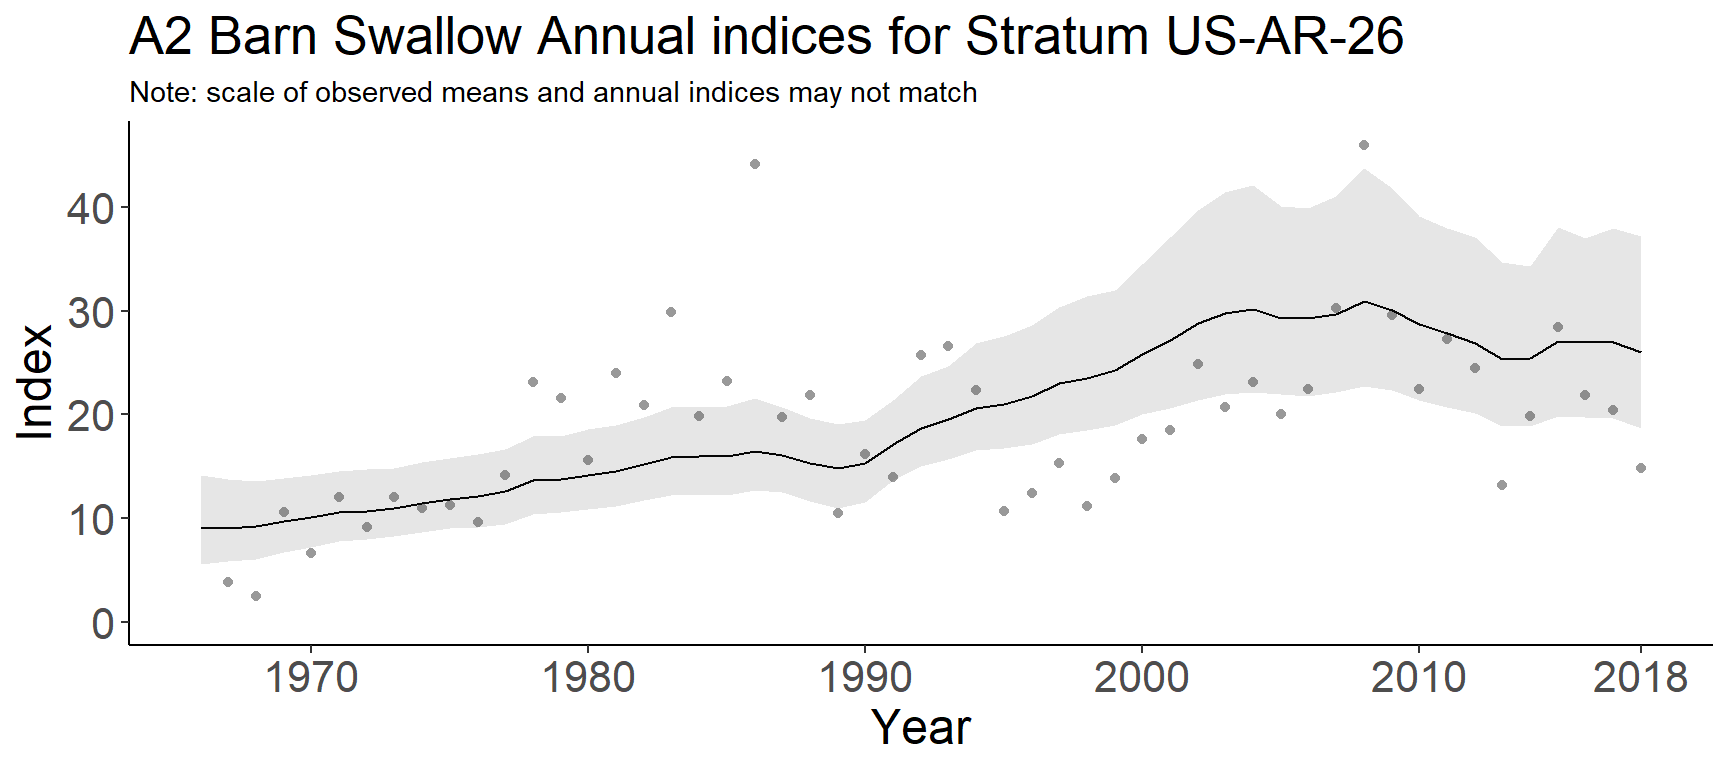 A2 Barn Swallow Annual indices for Stratum US-AR-26
Note: scale of observed means and annual indices may not match
40
30
20
10
0
Index
1970 1980 1990 2000 2010 2018
Year